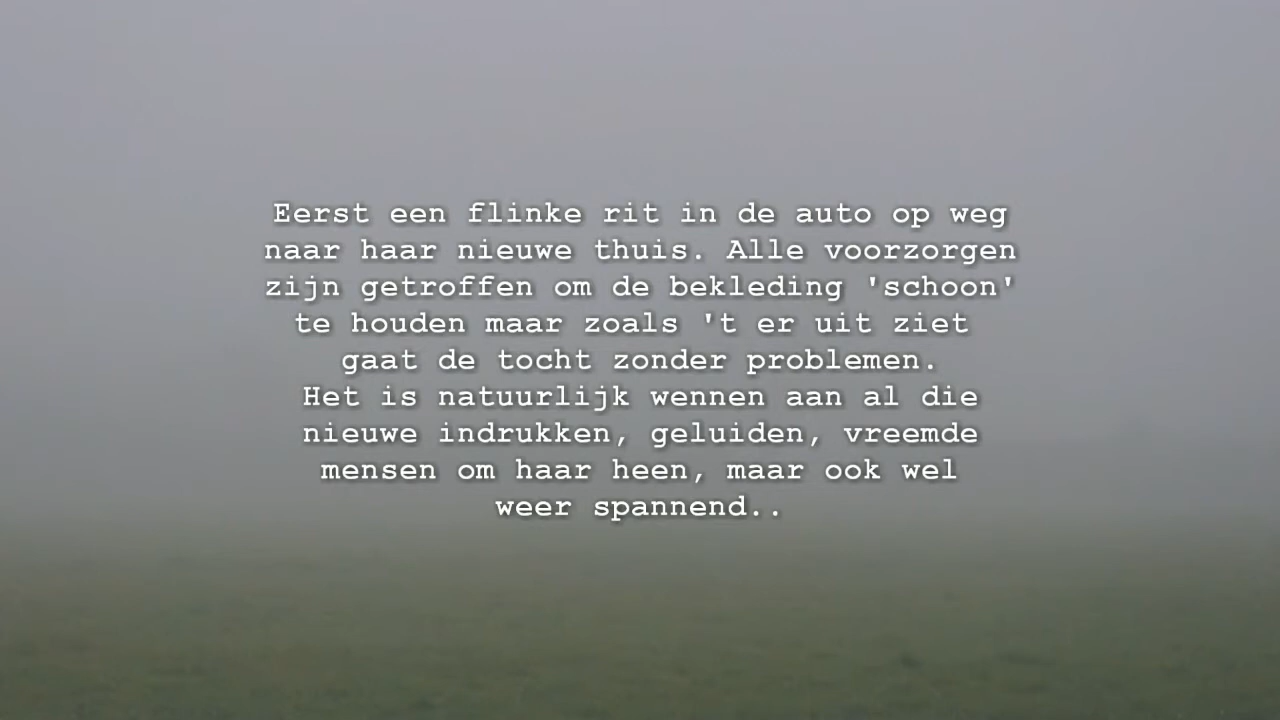 Eerst een flinke rit in de auto op weg
naar haar nieuwe thuis. Alle voorzorgen
zijn getroffen om de bekleding 'schoon'
te houden maar zoals 't er uit ziet
gaat de tocht zonder problemen.
Het is natuurlijk wennen aan al die
nieuwe indrukken, geluiden, vreemde
mensen om haar heen, maar ook wel
weer spannend..